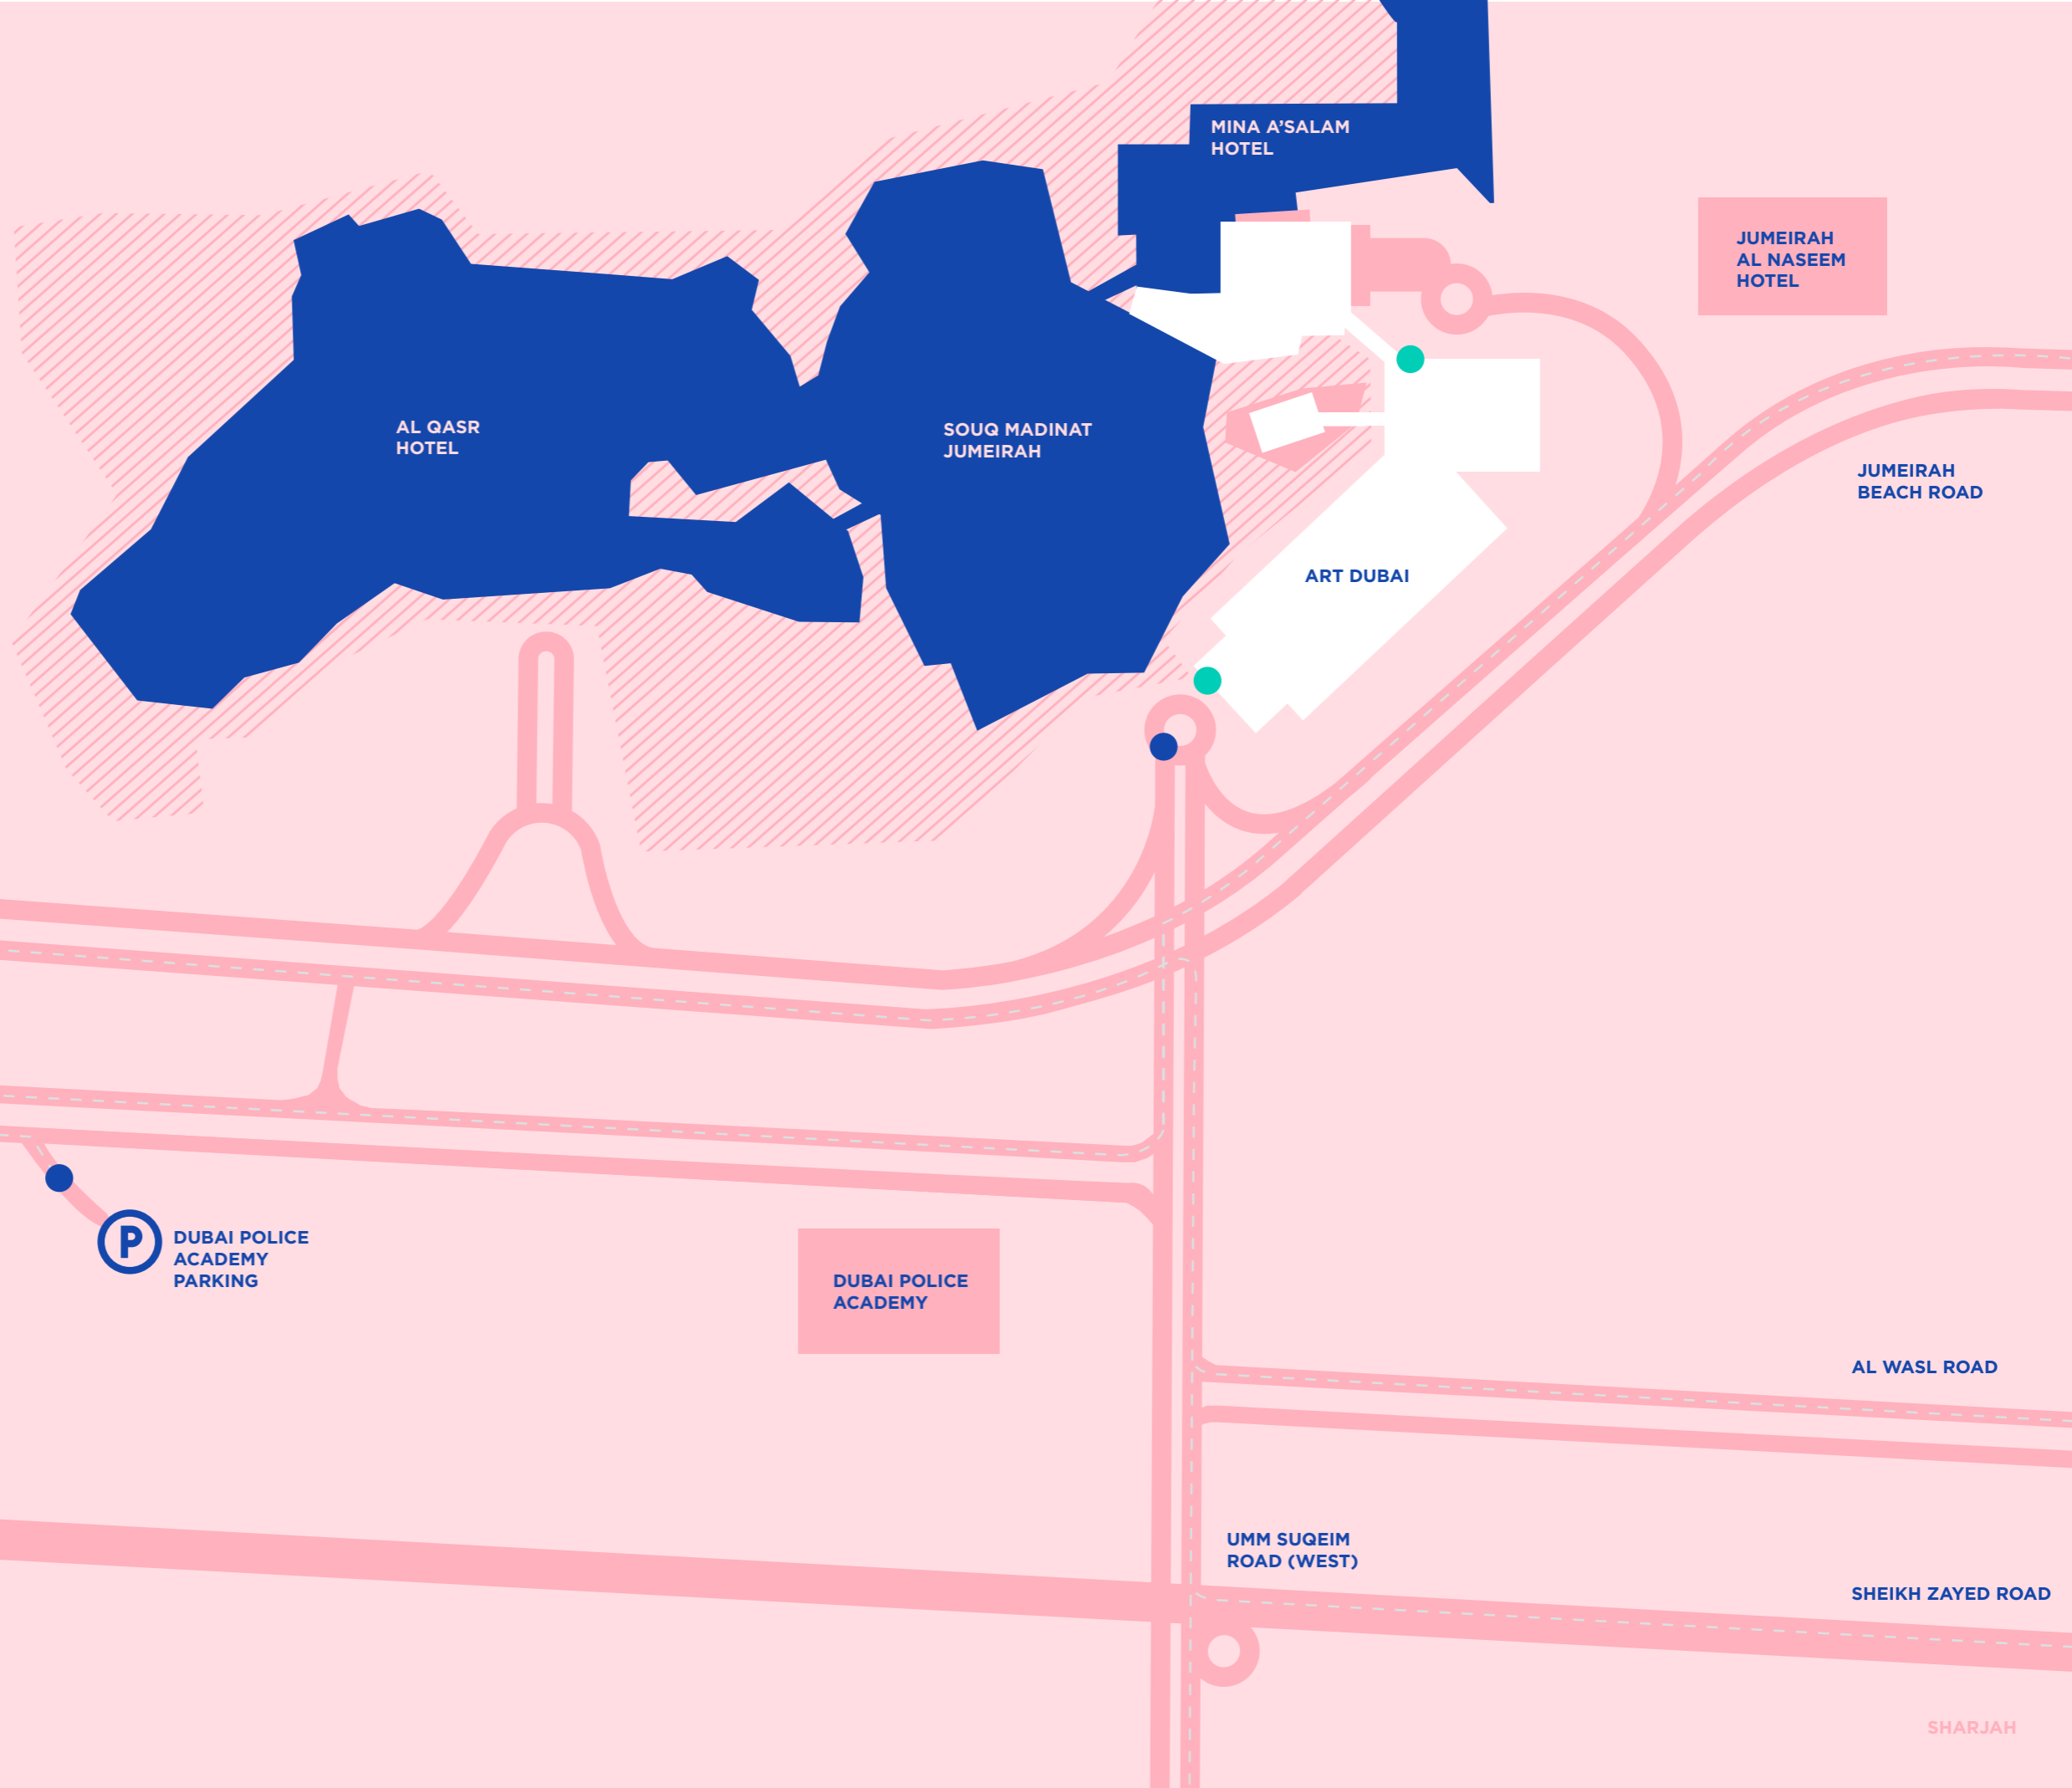 MINA A’SALAM
HOTEL
JUMEIRAH
AL NASEEM
HOTEL
AL QASR
HOTEL
SOUQ MADINAT
JUMEIRAH
JUMEIRAH
BEACH ROAD
ART DUBAI
P
DUBAI POLICE
ACADEMY
PARKING
DUBAI POLICE
ACADEMY
AL WASL ROAD
UMM SUQEIM
ROAD (WEST)
SHEIKH ZAYED ROAD
SHARJAH